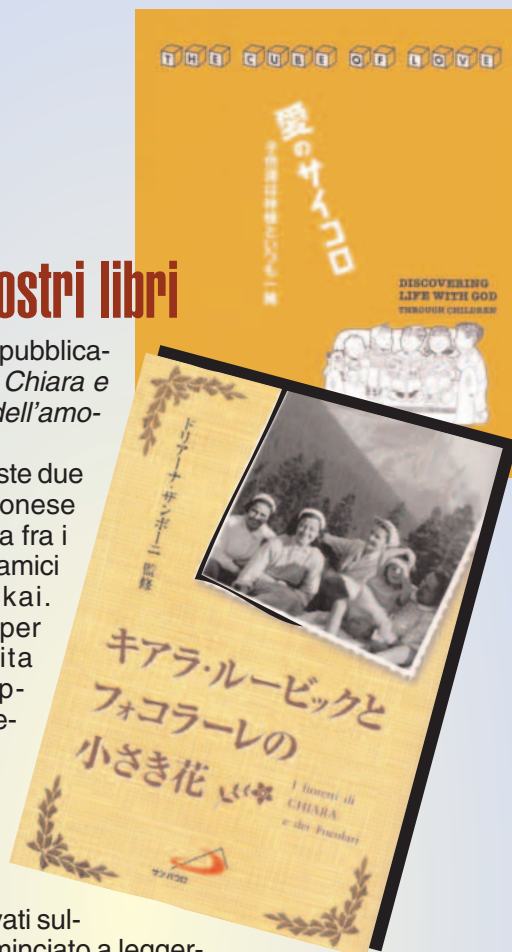 THE CUBE OF LOVE
愛のサイコロ
子供達は神様といつも一緒
DISCOVERING
LIFE WITH GOD
THROUGH CHILDREN
ostri libri
pubblica-
Chiara e
dell'amo-
ste due
onese
a fra i
amici
kai.
per
ita
p-
e-
ドリアーナ・ザンボーニ 監修
キアラ・ルービックと
フォコラーレの
小さき花
I fioretti di
CHIARA
e dei Focolari
サンパウロ
vati sul-
minciato a legger-